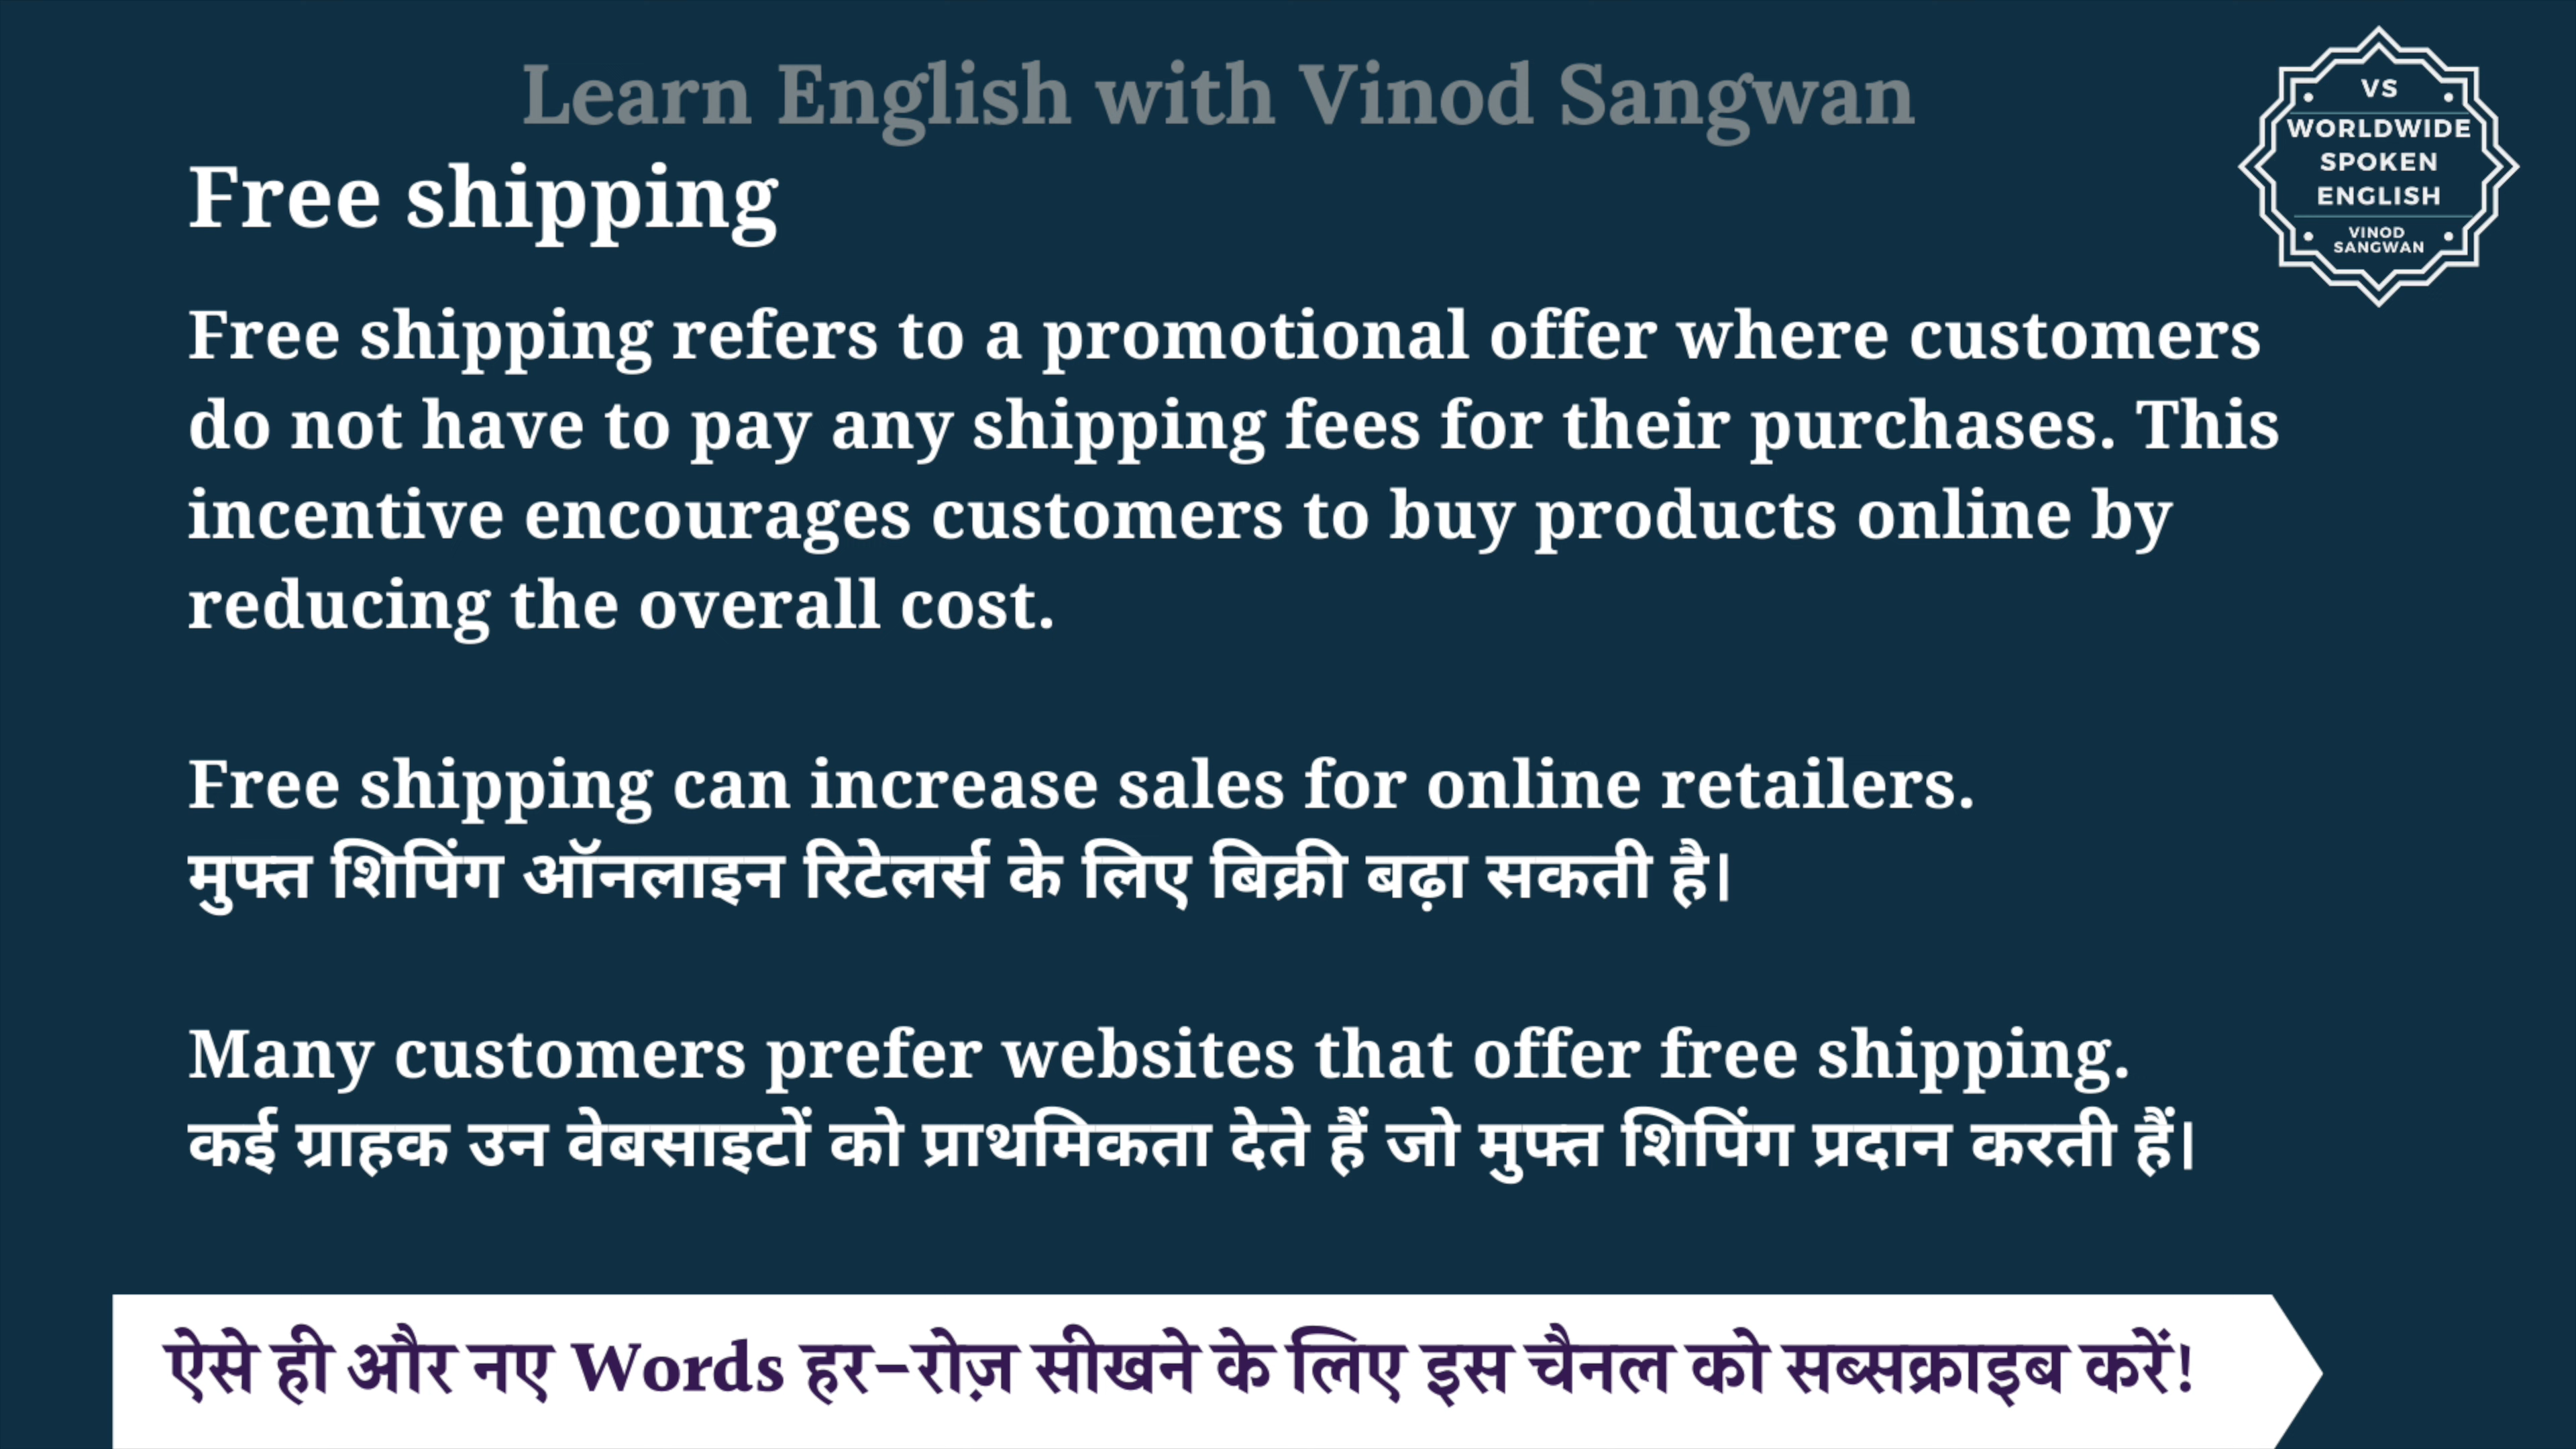 Learn English with Vinod Sangwan
VS
WORLDWIDE
SPOKEN
ENGLISH
VINOD
SANGWAN
Free shipping
Free shipping refers to a promotional offer where customers
do not have to pay any shipping fees for their purchases. This
incentive encourages customers to buy products online by
reducing the overall cost.
Free shipping can increase sales for online retailers.
मुफ्त शिपिंग ऑनलाइन रिटेलर्स के लिए बिक्री बढ़ा सकती है।
Many customers prefer websites that offer free shipping.
कई ग्राहक उन वेबसाइटों को प्राथमिकता देते हैं जो मुफ्त शिपिंग प्रदान करती हैं।
ऐसे ही और नए Words हर-रोज़ सीखने के लिए इस चैनल को सब्सक्राइब करें!